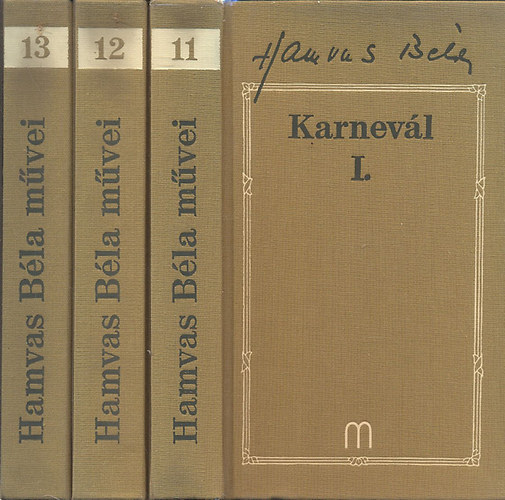 13
Hamvas Béla művei
12
Hamvas Béla művei
11
Hamvas Béla művei
Hamvas Béla
Karnevál
I.
m